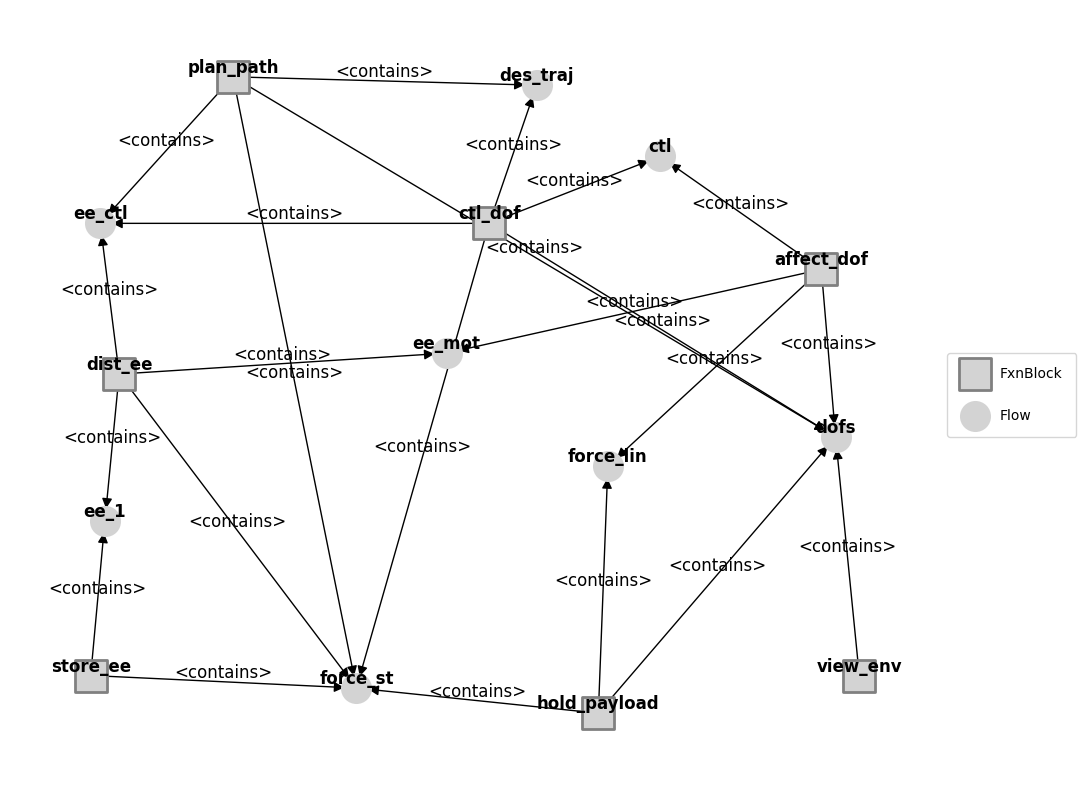 plan_path
<contains>
des_traj
<contains>
<contains>
ctl
<contains>
<contains>
ee_ctl
<contains>
ctl_dof
<contains>
affect_dof
<contains>
<contains>
<contains>
ee_mot
<contains>
<contains>
<contains>
dist_ee
<contains>
FxnBlock
Flow
<contains>
<contains>
dofs
force_lin
ee_1
<contains>
<contains>
<contains>
<contains>
<contains>
store_ee
<contains>
force_st
<contains>
hold_payload
view_env